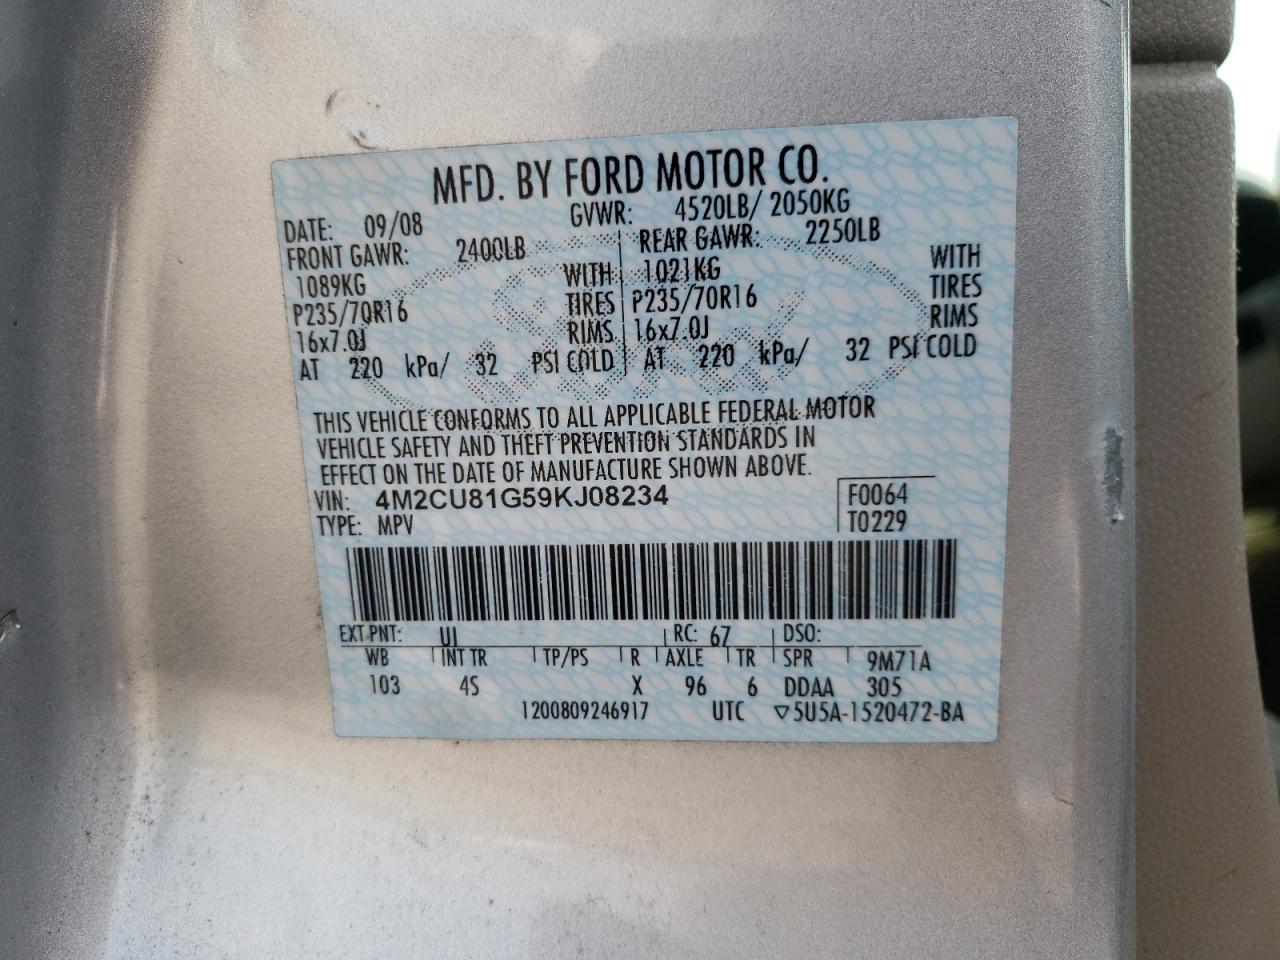 MFD. BY FORD MOTOR CO.
DATE: 09/08 GVWR: 4520LB/ 2050KG
FRONT GAWR: 2400LB REAR GAWR: 2250LB
1089KG WITH 1021KG WITH
P235/70R16 TIRES P235/70R16 TIRES
16x7.0J RIMS 16x7.0J RIMS
AT 220 kPa/ 32 PSI COLD AT 220 kPa/ 32 PSI COLD
THIS VEHICLE CONFORMS TO ALL APPLICABLE FEDERAL MOTOR
VEHICLE SAFETY AND THEFT PREVENTION STANDARDS IN
EFFECT ON THE DATE OF MANUFACTURE SHOWN ABOVE.
VIN: 4M2CU81G59KJ08234 F0064
TYPE: MPV T0229
EXT PNT: UI RC: 67 DSO:
WB INT TR TP/PS R AXLE TR SPR 9M71A
103 4S X 96 6 DDAA 305
1200809246917 UTC ▽5U5A-1520472-BA